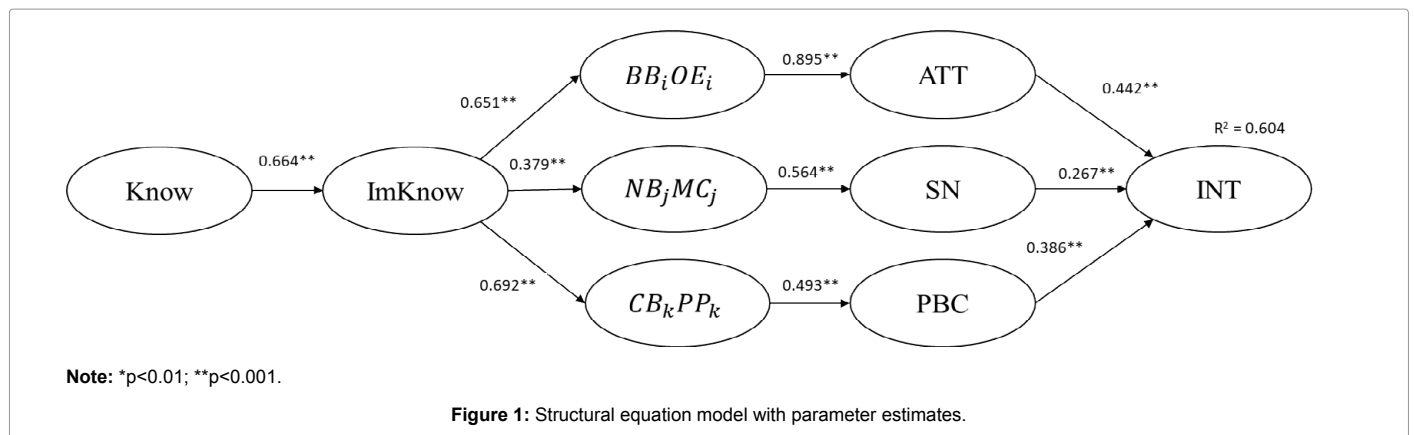 BB_iOE_i 0.895** ATT
0.651** 0.442**
R² = 0.604
Know 0.664** ImKnow 0.379** NB_jMC_j 0.564** SN 0.267** INT
0.692** 0.386**
CB_kPP_k 0.493** PBC
Note: *p<0.01; **p<0.001.
Figure 1: Structural equation model with parameter estimates.